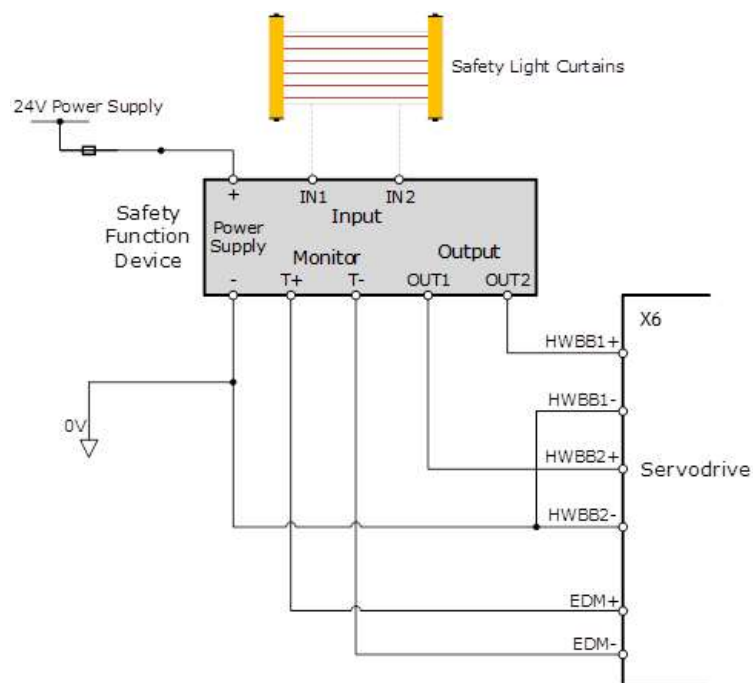 Safety Light Curtains
24V Power Supply
+
IN1
IN2
Input
Safety
Function
Device
Power
Supply
Monitor
Output
-
T+
T-
OUT1
OUT2
X6
HWBB1+
HWBB1-
0V
HWBB2+
Servodrive
HWBB2-
EDM+
EDM-